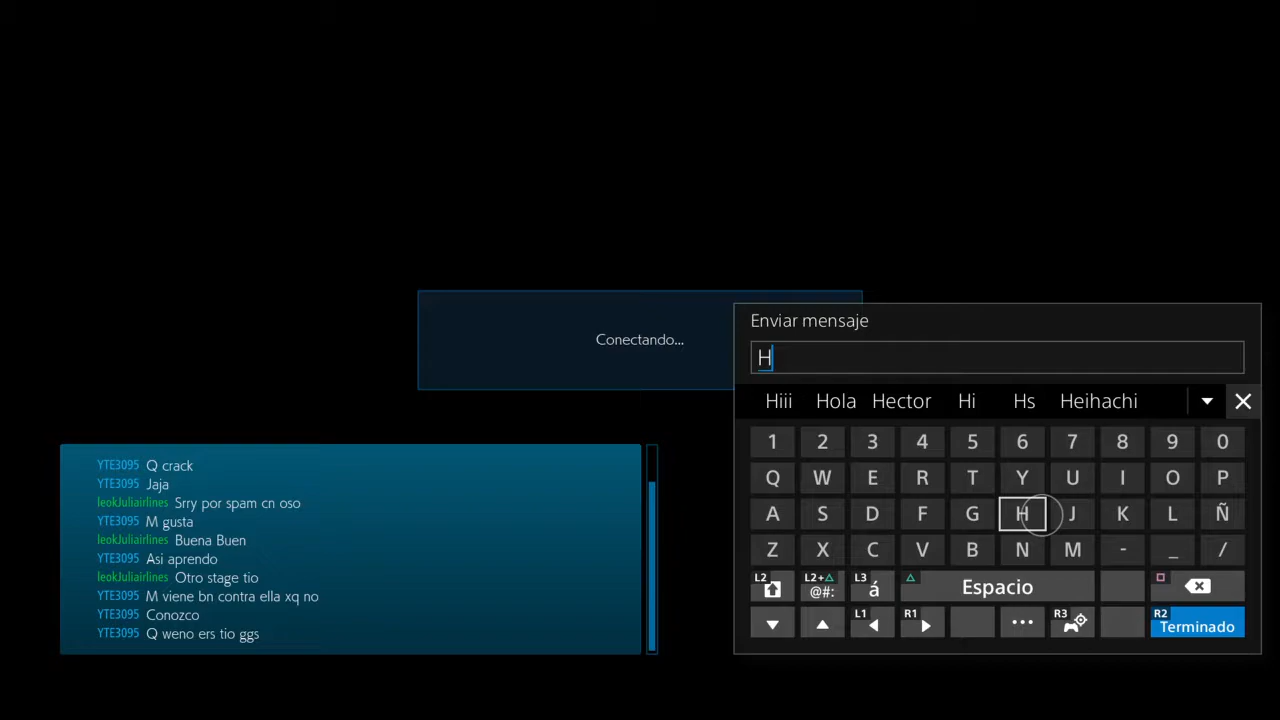 Conectando...
Enviar mensaje
H
Hiii Hola Hector Hi Hs Heihachi
1 2 3 4 5 6 7 8 9 0
Q W E R T Y U I O P
A S D F G H J K L Ñ
Z X C V B N M - _ /
L2 L2+△ @#: L3 á △ Espacio
L1 R1 ... R3 R2 Terminado
YTE3095 Q crack
YTE3095 Jaja
leokJuliairlines Srry por spam cn oso
YTE3095 M gusta
leokJuliairlines Buena Buen
YTE3095 Asi aprendo
leokJuliairlines Otro stage tio
YTE3095 M viene bn contra ella xq no
YTE3095 Conozco
YTE3095 Q weno ers tio ggs